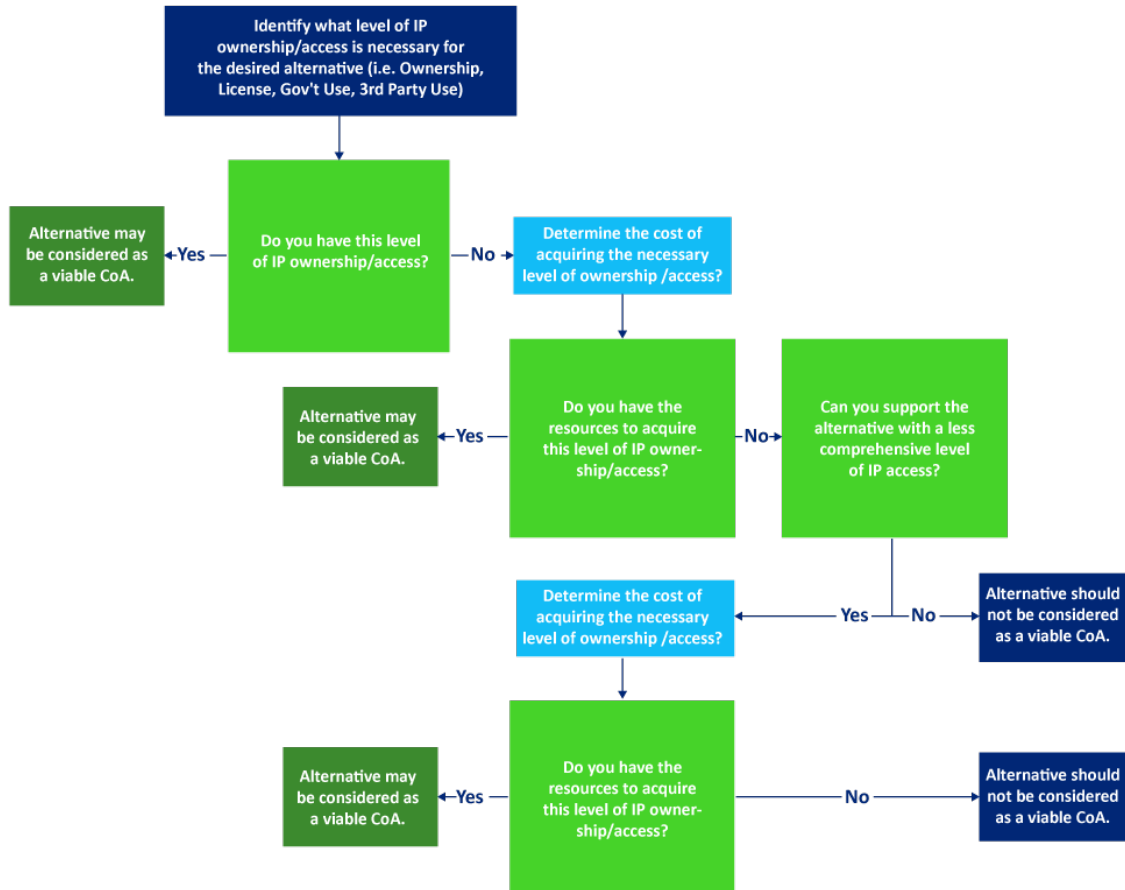 Identify what level of IP
ownership/access is necessary for
the desired alternative (i.e. Ownership,
License, Gov't Use, 3rd Party Use)
Alternative may
be considered as
a viable CoA.
Yes
Do you have this level
of IP ownership/access?
No
Determine the cost of
acquiring the necessary
level of ownership /access?
Alternative may
be considered as
a viable CoA.
Yes
Do you have the
resources to acquire
this level of IP owner-
ship/access?
No
Can you support the
alternative with a less
comprehensive level
of IP access?
Determine the cost of
acquiring the necessary
level of ownership /access?
Yes
No
Alternative should
not be considered
as a viable CoA.
Alternative may
be considered as
a viable CoA.
Yes
Do you have the
resources to acquire
this level of IP owner-
ship/access?
No
Alternative should
not be considered
as a viable CoA.